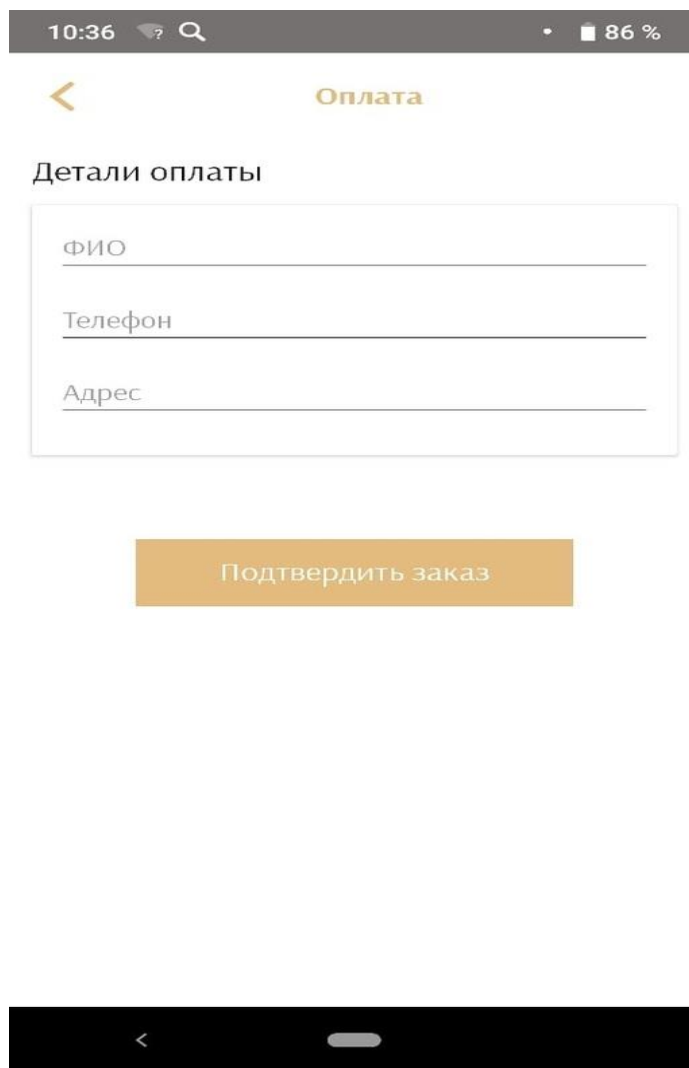 10:36
86 %
Оплата
Детали оплаты
ФИО
Телефон
Адрес
Подтвердить заказ